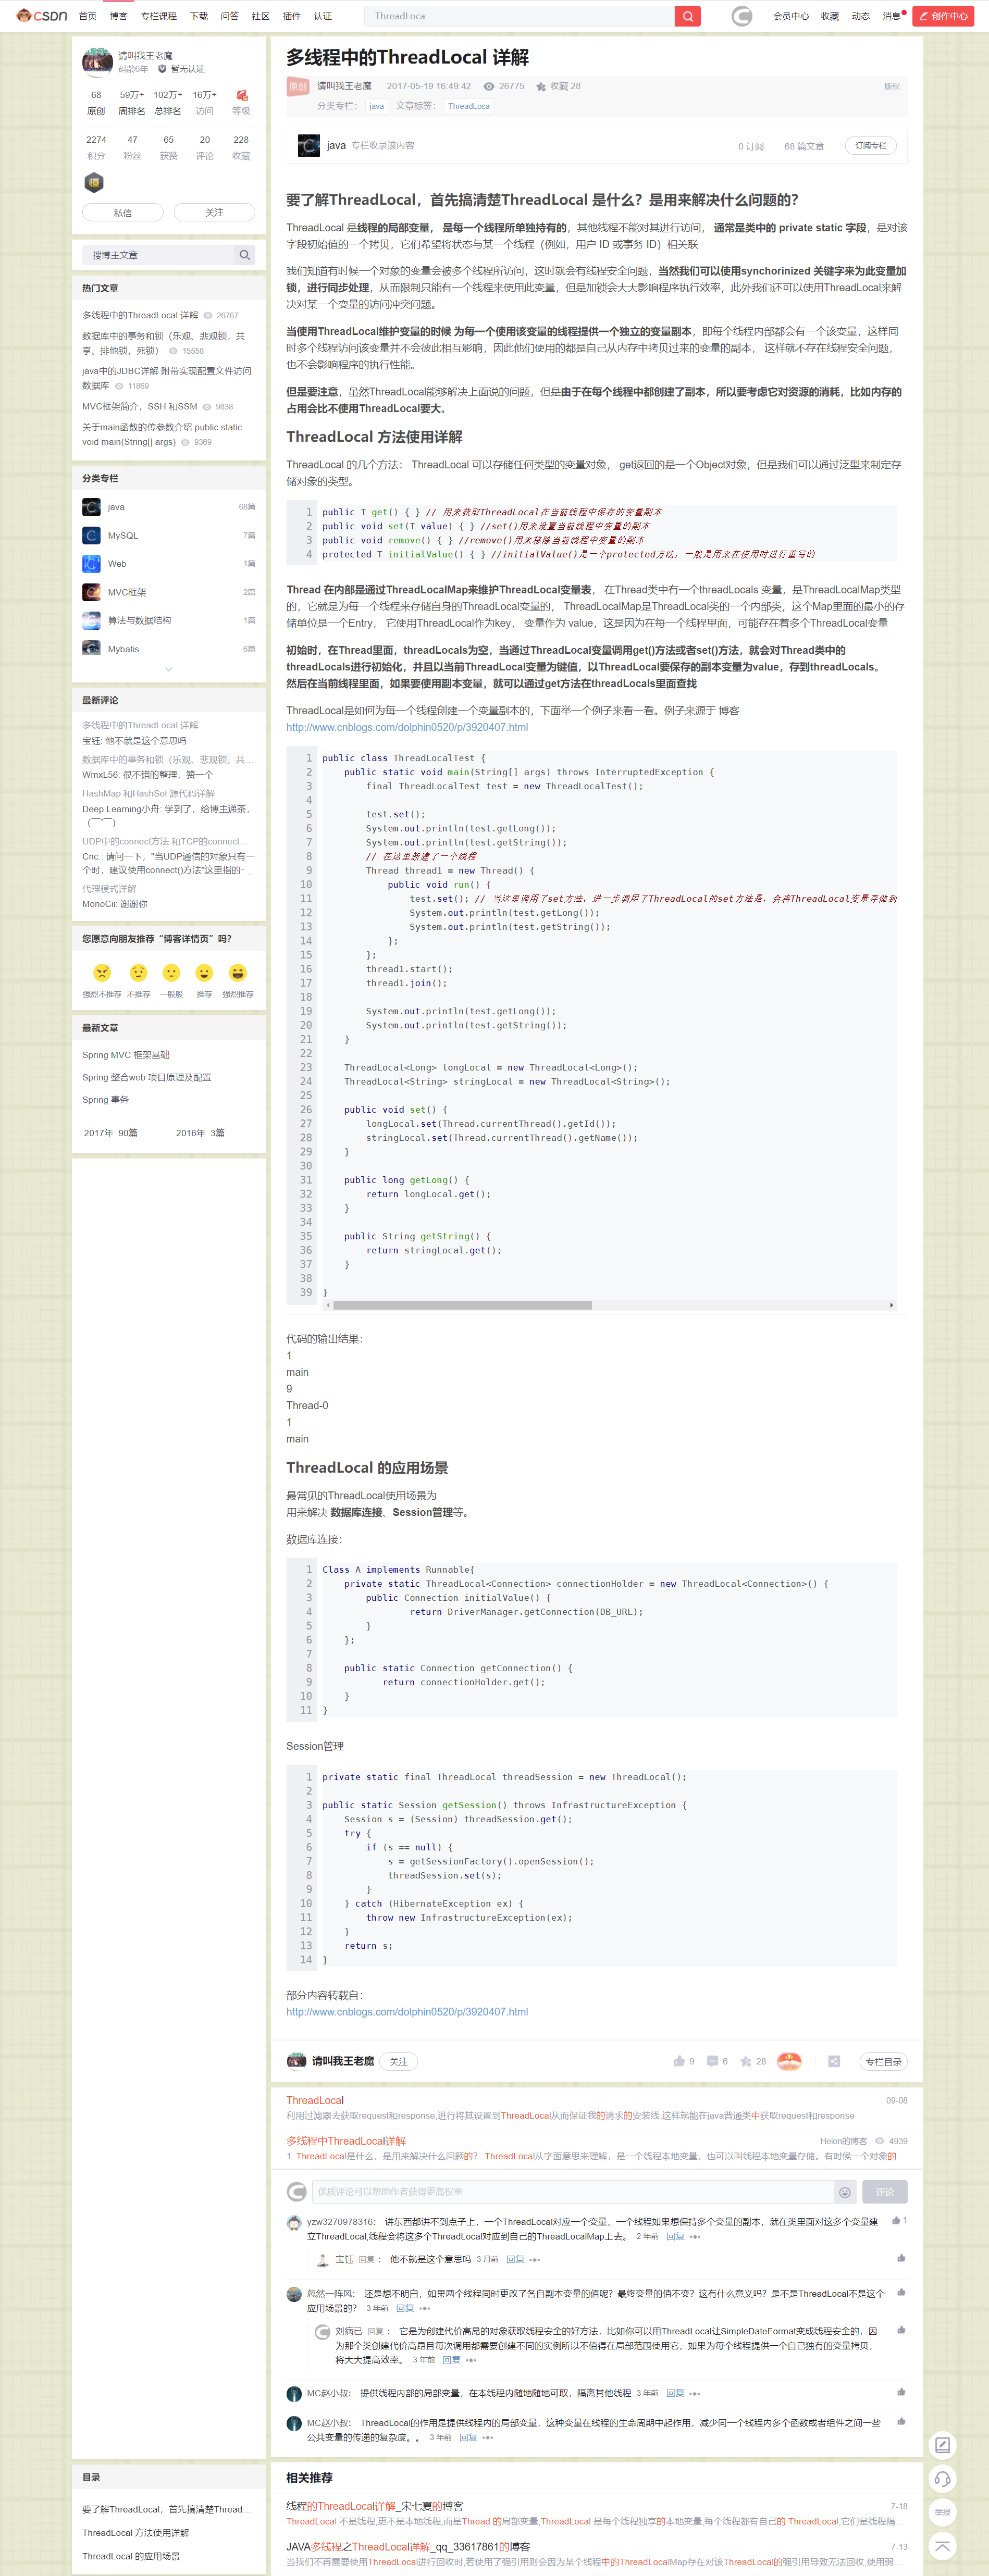 CSDN 首页 博客 专栏课程 下载 问答 社区 插件 认证 ThreadLoca 会员中心 收藏 动态 消息 创作中心
请叫我王老魔
码龄6年 暂无认证
68 59万+ 102万+ 16万+
原创 周排名 总排名 访问 等级
2274 47 65 20 228
积分 粉丝 获赞 评论 收藏
私信 关注
搜博主文章
热门文章
多线程中的ThreadLocal 详解 26767
数据库中的事务和锁（乐观、悲观锁，共
享、排他锁，死锁） 15558
java中的JDBC详解 附带实现配置文件访问
数据库 11869
MVC框架简介，SSH 和SSM 9838
关于main函数的传参数介绍 public static
void main(String[] args) 9369
分类专栏
java 68篇
MySQL 7篇
Web 1篇
MVC框架 2篇
算法与数据结构 1篇
Mybatis 6篇
最新评论
多线程中的ThreadLocal 详解
宝钰: 他不就是这个意思吗
数据库中的事务和锁（乐观、悲观锁，共...
WmxL56: 很不错的整理，赞一个
HashMap 和HashSet 源代码详解
Deep Learning小舟: 学到了，给博主递茶，
UDP中的connect方法 和TCP的connect...
Cnc.: 请问一下，"当UDP通信的对象只有一
个时，建议使用connect()方法"这里指的一 ...
代理模式详解
MonoCii: 谢谢你
您愿意向朋友推荐“博客详情页”吗？
强烈不推荐 不推荐 一般般 推荐 强烈推荐
最新文章
Spring MVC 框架基础
Spring 整合web 项目原理及配置
Spring 事务
2017年 90篇 2016年 3篇
目录
要了解ThreadLocal，首先搞清楚Thread...
ThreadLocal 方法使用详解
ThreadLocal 的应用场景
多线程中的ThreadLocal 详解
原创 请叫我王老魔 2017-05-19 16:49:42 26775 收藏 28 版权
分类专栏： java 文章标签： ThreadLoca
java 专栏收录该内容 0 订阅 68 篇文章 订阅专栏
要了解ThreadLocal，首先搞清楚ThreadLocal 是什么？是用来解决什么问题的？
ThreadLocal 是线程的局部变量， 是每一个线程所单独持有的，其他线程不能对其进行访问， 通常是类中的 private static 字段，是对该
字段初始值的一个拷贝，它们希望将状态与某一个线程（例如，用户 ID 或事务 ID）相关联
我们知道有时候一个对象的变量会被多个线程所访问，这时就会有线程安全问题，当然我们可以使用synchorinized 关键字来为此变量加
锁，进行同步处理，从而限制只能有一个线程来使用此变量，但是加锁会大大影响程序执行效率，此外我们还可以使用ThreadLocal来解
决对某一个变量的访问冲突问题。
当使用ThreadLocal维护变量的时候 为每一个使用该变量的线程提供一个独立的变量副本，即每个线程内部都会有一个该变量，这样同
时多个线程访问该变量并不会彼此相互影响，因此他们使用的都是自己从内存中拷贝过来的变量的副本， 这样就不存在线程安全问题，
也不会影响程序的执行性能。
但是要注意，虽然ThreadLocal能够解决上面说的问题，但是由于在每个线程中都创建了副本，所以要考虑它对资源的消耗，比如内存的
占用会比不使用ThreadLocal要大。
ThreadLocal 方法使用详解
ThreadLocal 的几个方法： ThreadLocal 可以存储任何类型的变量对象， get返回的是一个Object对象，但是我们可以通过泛型来制定存
储对象的类型。
1 public T get() { } // 用来获取ThreadLocal在当前线程中保存的变量副本
2 public void set(T value) { } //set()用来设置当前线程中变量的副本
3 public void remove() { } //remove()用来移除当前线程中变量的副本
4 protected T initialValue() { } //initialValue()是一个protected方法，一般是用来在使用时进行重写的
Thread 在内部是通过ThreadLocalMap来维护ThreadLocal变量表， 在Thread类中有一个threadLocals 变量，是ThreadLocalMap类型
的，它就是为每一个线程来存储自身的ThreadLocal变量的， ThreadLocalMap是ThreadLocal类的一个内部类，这个Map里面的最小的存
储单位是一个Entry， 它使用ThreadLocal作为key， 变量作为 value，这是因为在每一个线程里面，可能存在着多个ThreadLocal变量
初始时，在Thread里面，threadLocals为空，当通过ThreadLocal变量调用get()方法或者set()方法，就会对Thread类中的
threadLocals进行初始化，并且以当前ThreadLocal变量为键值，以ThreadLocal要保存的副本变量为value，存到threadLocals。
然后在当前线程里面，如果要使用副本变量，就可以通过get方法在threadLocals里面查找
ThreadLocal是如何为每一个线程创建一个变量副本的，下面举一个例子来看一看。例子来源于 博客
http://www.cnblogs.com/dolphin0520/p/3920407.html
1 public class ThreadLocalTest {
2 public static void main(String[] args) throws InterruptedException {
3 final ThreadLocalTest test = new ThreadLocalTest();
4
5 test.set();
6 System.out.println(test.getLong());
7 System.out.println(test.getString());
8 // 在这里新建了一个线程
9 Thread thread1 = new Thread() {
10 public void run() {
11 test.set(); // 当这里调用了set方法，进一步调用了ThreadLocal的set方法是，会将ThreadLocal变量存储到
12 System.out.println(test.getLong());
13 System.out.println(test.getString());
14 };
15 };
16 thread1.start();
17 thread1.join();
18
19 System.out.println(test.getLong());
20 System.out.println(test.getString());
21 }
22
23 ThreadLocal<Long> longLocal = new ThreadLocal<Long>();
24 ThreadLocal<String> stringLocal = new ThreadLocal<String>();
25
26 public void set() {
27 longLocal.set(Thread.currentThread().getId());
28 stringLocal.set(Thread.currentThread().getName());
29 }
30
31 public long getLong() {
32 return longLocal.get();
33 }
34
35 public String getString() {
36 return stringLocal.get();
37 }
38
39 }
代码的输出结果：
1
main
9
Thread-0
1
main
ThreadLocal 的应用场景
最常见的ThreadLocal使用场景为
用来解决 数据库连接、Session管理等。
数据库连接：
1 Class A implements Runnable{
2 private static ThreadLocal<Connection> connectionHolder = new ThreadLocal<Connection>() {
3 public Connection initialValue() {
4 return DriverManager.getConnection(DB_URL);
5 }
6 };
7
8 public static Connection getConnection() {
9 return connectionHolder.get();
10 }
11 }
Session管理
1 private static final ThreadLocal threadSession = new ThreadLocal();
2
3 public static Session getSession() throws InfrastructureException {
4 Session s = (Session) threadSession.get();
5 try {
6 if (s == null) {
7 s = getSessionFactory().openSession();
8 threadSession.set(s);
9 }
10 } catch (HibernateException ex) {
11 throw new InfrastructureException(ex);
12 }
13 return s;
14 }
部分内容转载自：
http://www.cnblogs.com/dolphin0520/p/3920407.html
请叫我王老魔 关注 9 6 28 专栏目录
ThreadLocal 09-08
利用过滤器去获取request和response,进行将其设置到ThreadLocal从而保证我的请求的安装线,这样就能在java普通类中获取request和response
多线程中ThreadLocal详解 Helon的博客 4939
1. ThreadLocal是什么，是用来解决什么问题的？ ThreadLocal从字面意思来理解，是一个线程本地变量，也可以叫线程本地变量存储。有时候一个对象的...
优质评论可以帮助作者获得更高权重 评论
yzw3270978316： 讲东西都讲不到点子上，一个ThreadLocal对应一个变量，一个线程如果想保持多个变量的副本，就在类里面对这多个变量建 1
立ThreadLocal,线程会将这多个ThreadLocal对应到自己的ThreadLocalMap上去。 2 年前 回复
宝钰 回复： 他不就是这个意思吗 3 月前 回复
忽然一阵风： 还是想不明白，如果两个线程同时更改了各自副本变量的值呢？最终变量的值不变？这有什么意义吗？是不是ThreadLocal不是这个
应用场景的？ 3 年前 回复
刘病己 回复： 它是为创建代价高昂的对象获取线程安全的好方法，比如你可以用ThreadLocal让SimpleDateFormat变成线程安全的，因
为那个类创建代价高昂且每次调用都需要创建不同的实例所以不值得在局部范围使用它，如果为每个线程提供一个自己独有的变量拷贝，
将大大提高效率。 3 年前 回复
MC赵小叔： 提供线程内部的局部变量，在本线程内随地随地可取，隔离其他线程 3 年前 回复
MC赵小叔： ThreadLocal的作用是提供线程内的局部变量，这种变量在线程的生命周期中起作用，减少同一个线程内多个函数或者组件之间一些
公共变量的传递的复杂度。。 3 年前 回复
相关推荐
线程的ThreadLocal详解_宋七夏的博客 7-18
ThreadLocal 不是线程,更不是本地线程,而是Thread 的局部变量;ThreadLocal 是每个线程独享的本地变量,每个线程都有自己的 ThreadLocal,它们是线程隔...
JAVA多线程之ThreadLocal详解_qq_33617861的博客 7-13
当我们不再需要使用ThreadLocal进行回收时,若使用了强引用则会因为某个线程中的ThreadLocalMap存在对该ThreadLocal的强引用导致无法回收,使用弱...
举报